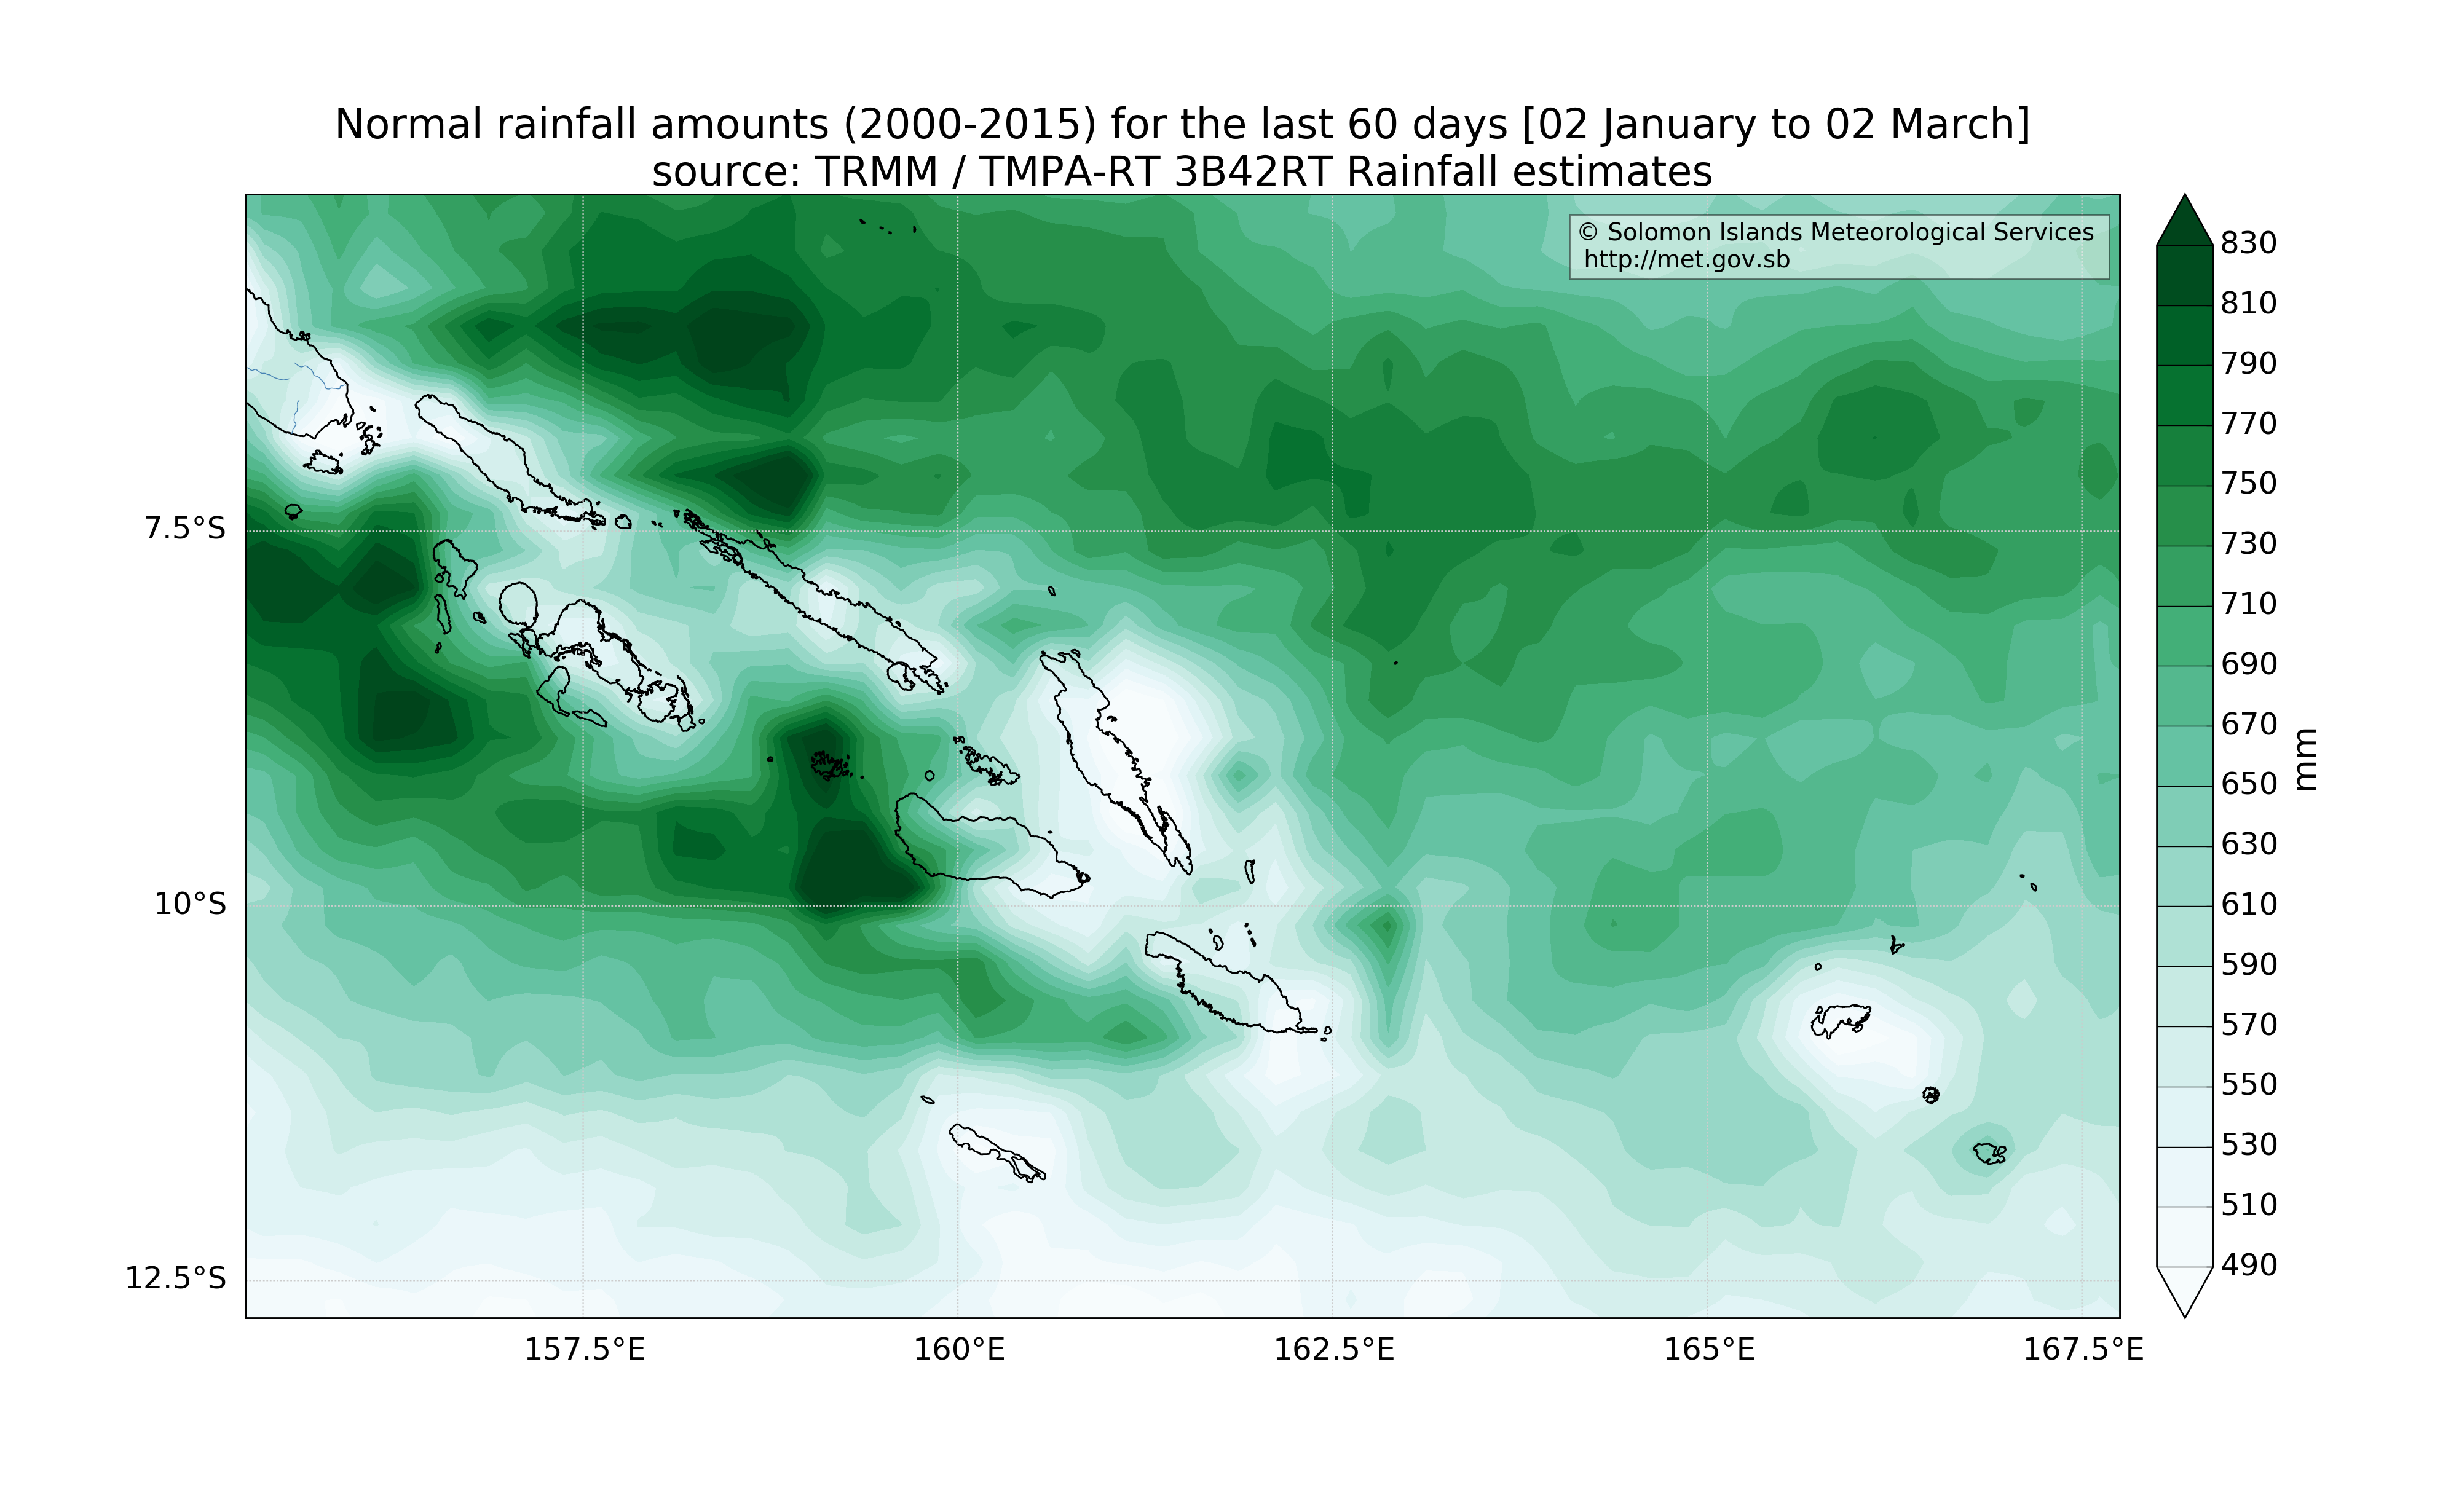 Normal rainfall amounts (2000-2015) for the last 60 days [02 January to 02 March]
source: TRMM / TMPA-RT 3B42RT Rainfall estimates
© Solomon Islands Meteorological Services
http://met.gov.sb
7.5°S
10°S
12.5°S
157.5°E
160°E
162.5°E
165°E
167.5°E
830
810
790
770
750
730
710
690
670
650
630
610
590
570
550
530
510
490
mm